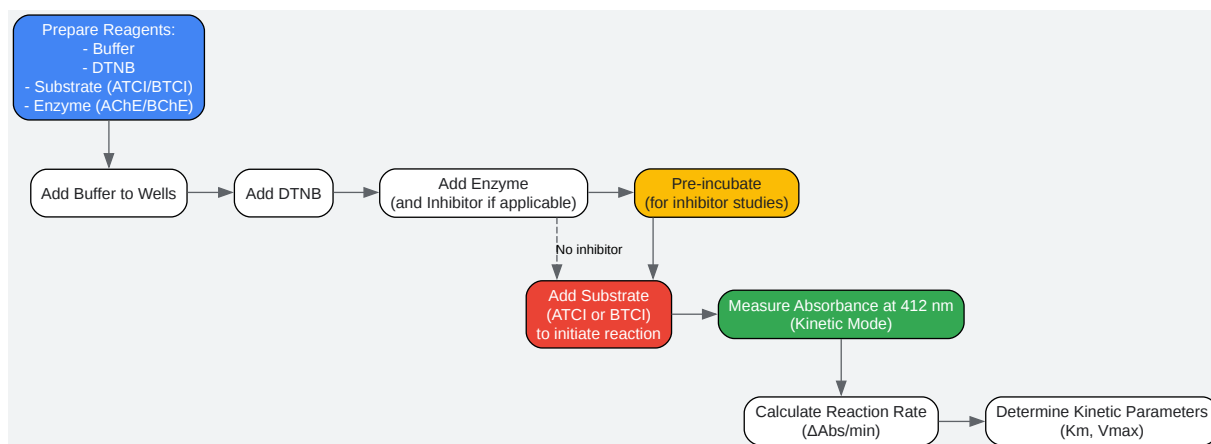 Prepare Reagents:
- Buffer
- DTNB
- Substrate (ATCI/BTCI)
- Enzyme (AChE/BChE)
Add Buffer to Wells
Add DTNB
Add Enzyme
(and Inhibitor if applicable)
Pre-incubate
(for inhibitor studies)
No inhibitor
Add Substrate
(ATCI or BTCI)
to initiate reaction
Measure Absorbance at 412 nm
(Kinetic Mode)
Calculate Reaction Rate
(ΔAbs/min)
Determine Kinetic Parameters
(Km, Vmax)